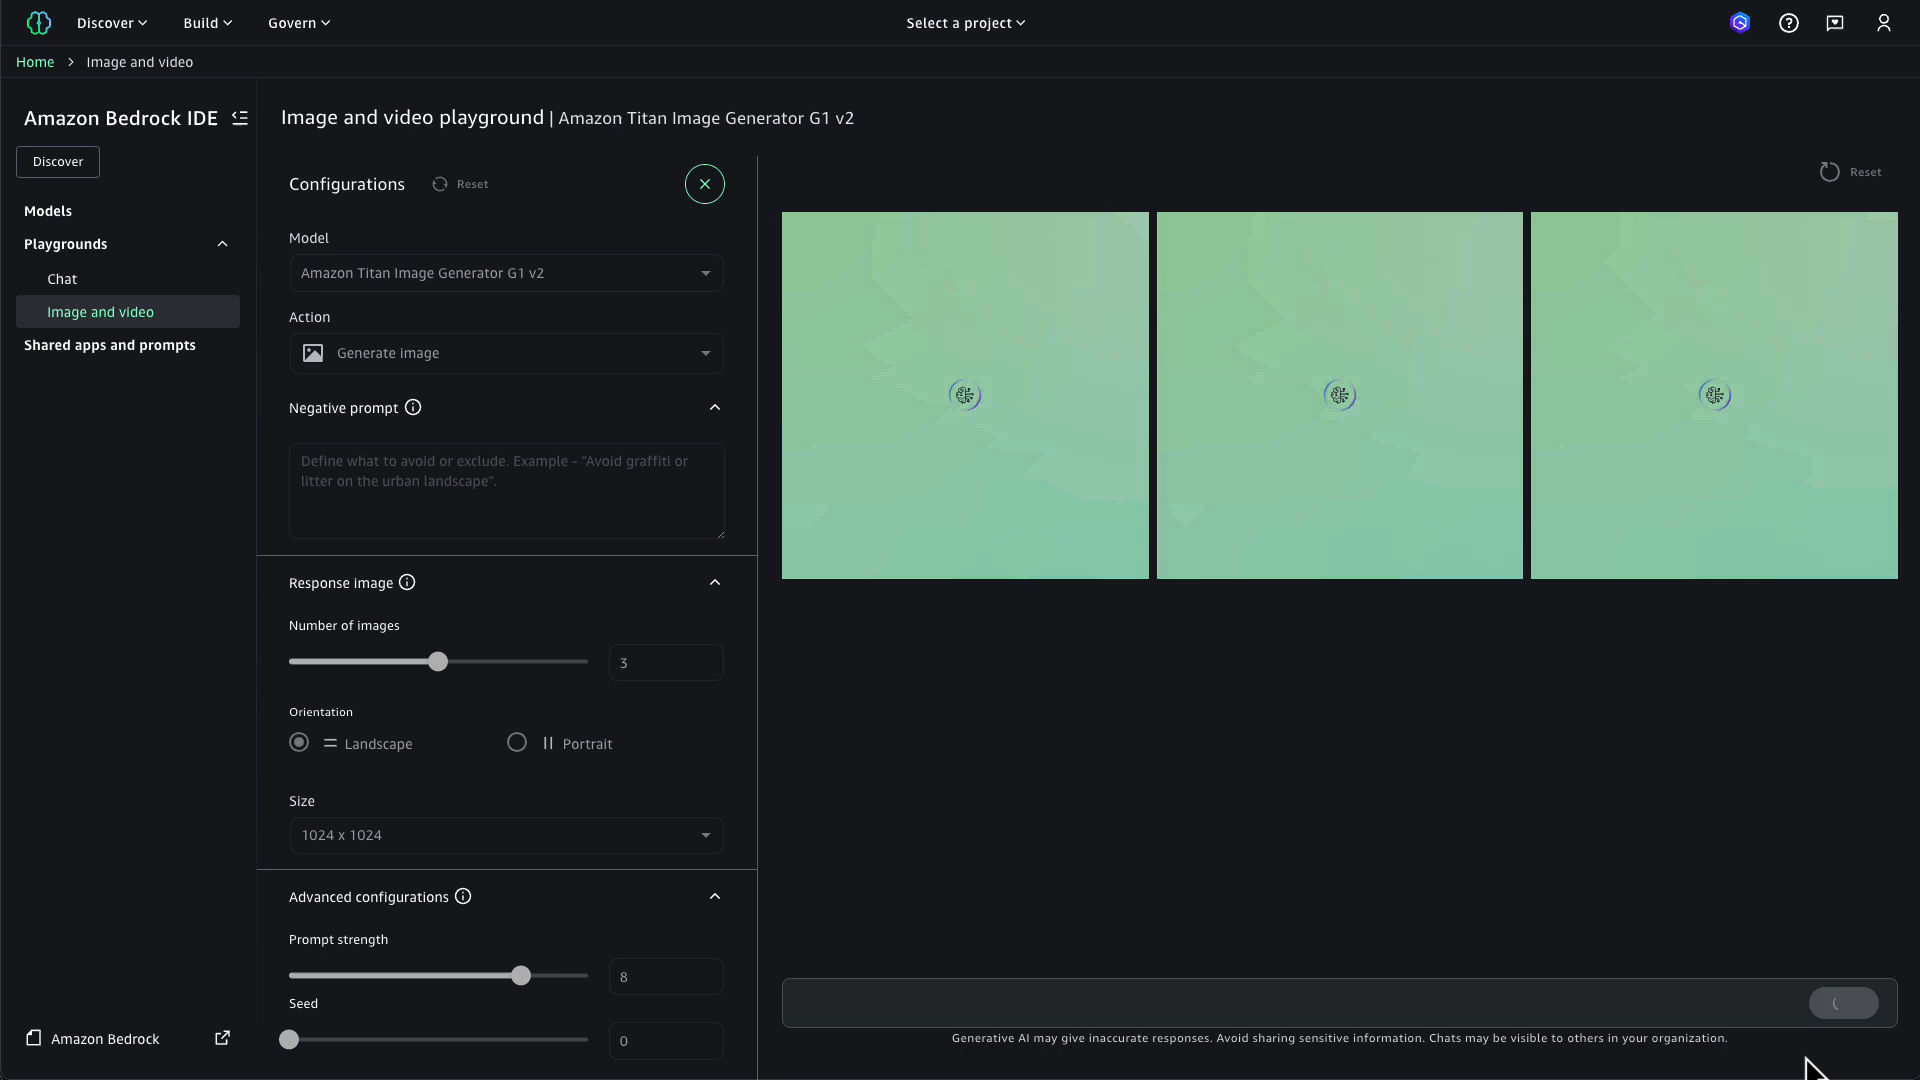 Discover
Build
Govern
Select a project
Home > Image and video
Amazon Bedrock IDE
Discover
Models
Playgrounds
Chat
Image and video
Shared apps and prompts
Amazon Bedrock
Image and video playground | Amazon Titan Image Generator G1 v2
Configurations
Reset
Model
Amazon Titan Image Generator G1 v2
Action
Generate image
Negative prompt
Define what to avoid or exclude. Example - "Avoid graffiti or
litter on the urban landscape".
Response image
Number of images
3
Orientation
Landscape
Portrait
Size
1024 x 1024
Advanced configurations
Prompt strength
8
Seed
0
Reset
Generative AI may give inaccurate responses. Avoid sharing sensitive information. Chats may be visible to others in your organization.